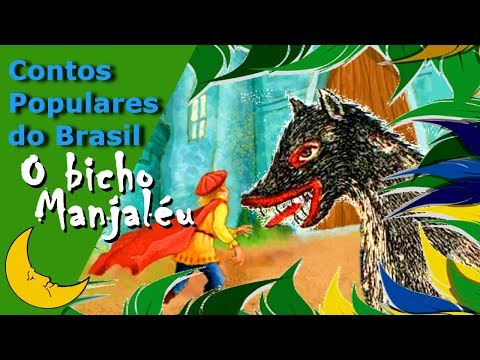 Contos
Populares
do Brasil
O bicho
Manjaléu